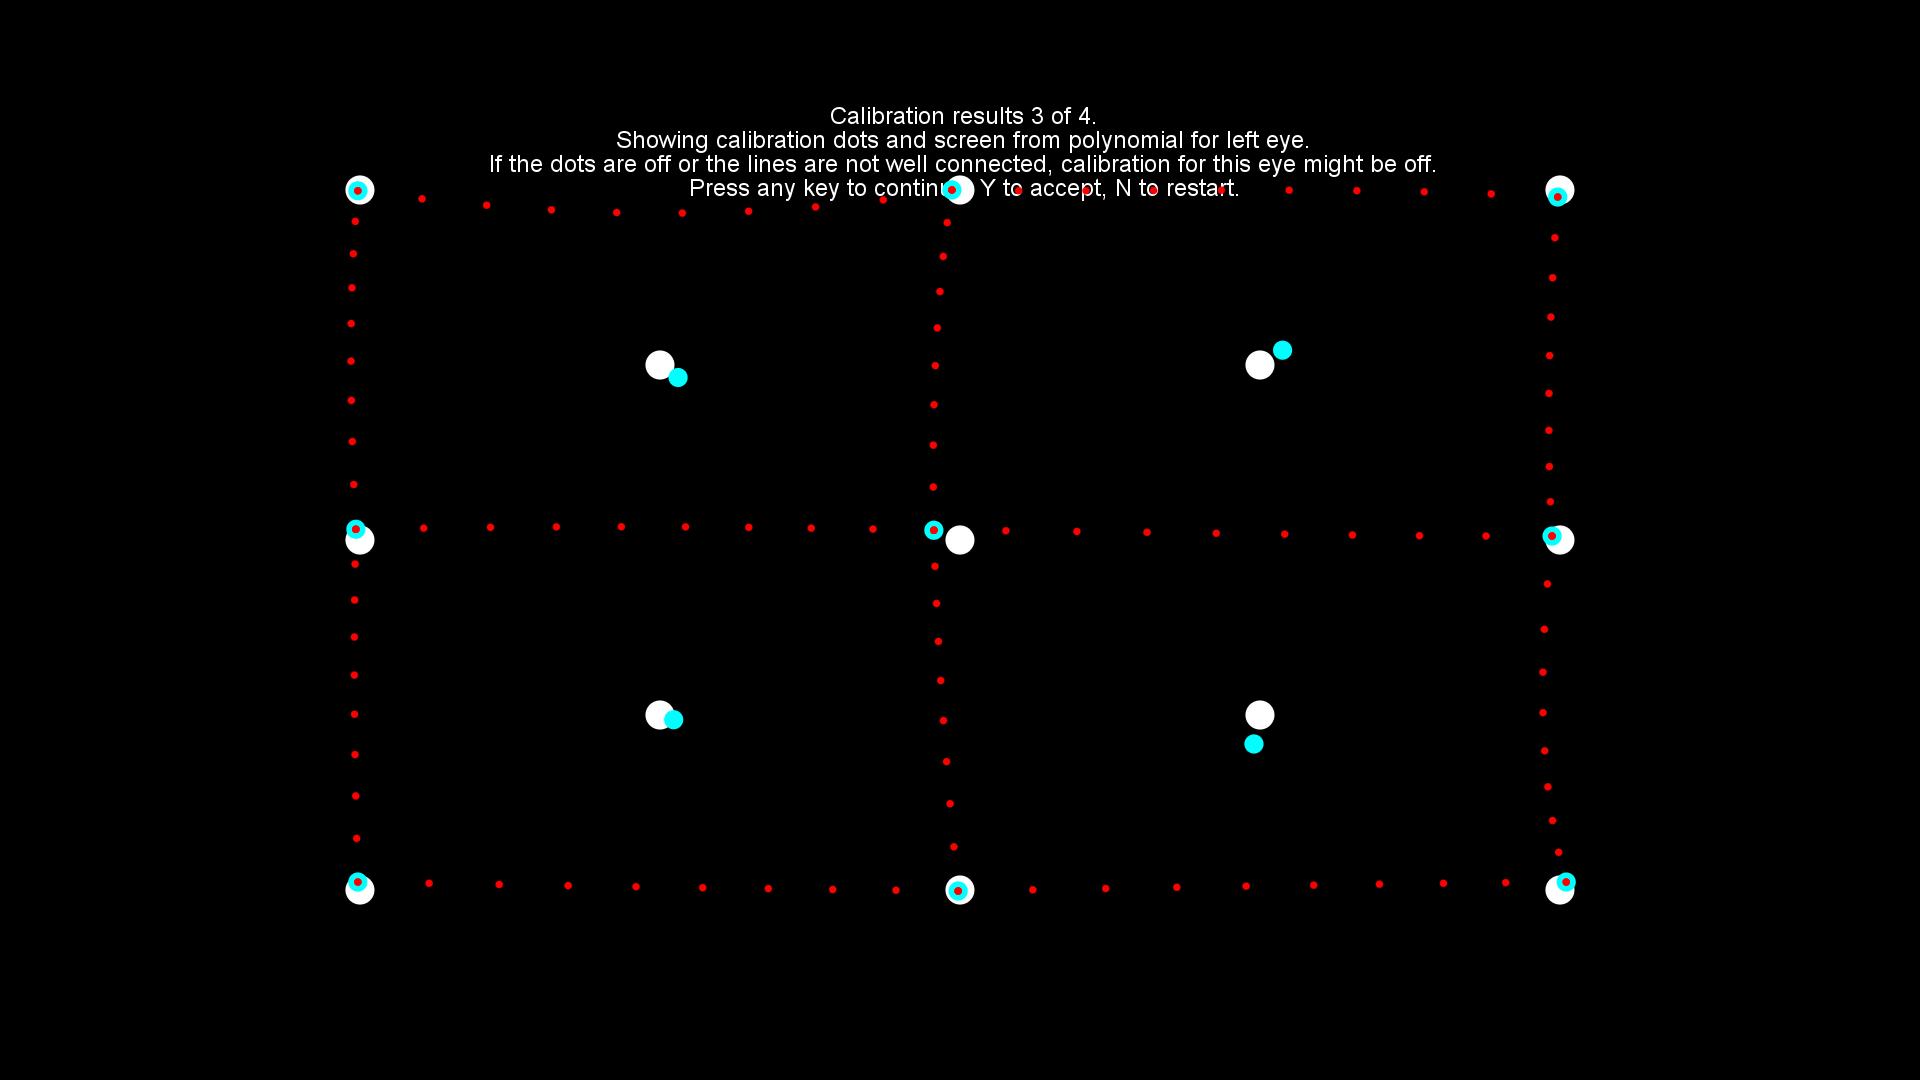 Calibration results 3 of 4.
Showing calibration dots and screen from polynomial for left eye.
If the dots are off or the lines are not well connected, calibration for this eye might be off.
Press any key to continue, Y to accept, N to restart.